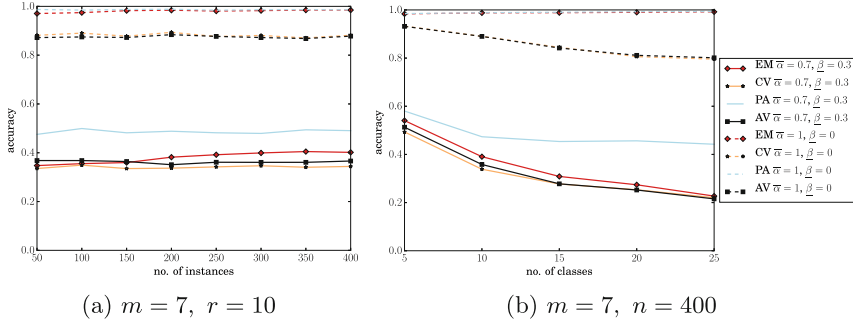 1.0
0.8
0.6
0.4
0.2
0.0
accuracy
50 100 150 200 250 300 350 400
no. of instances
(a) m = 7, r = 10
1.0
0.8
0.6
0.4
0.2
0.0
accuracy
5 10 15 20 25
no. of classes
(b) m = 7, n = 400
EM α̅ = 0.7, β̲ = 0.3
CV α̅ = 0.7, β̲ = 0.3
PA α̅ = 0.7, β̲ = 0.3
AV α̅ = 0.7, β̲ = 0.3
EM α̅ = 1, β̲ = 0
CV α̅ = 1, β̲ = 0
PA α̅ = 1, β̲ = 0
AV α̅ = 1, β̲ = 0